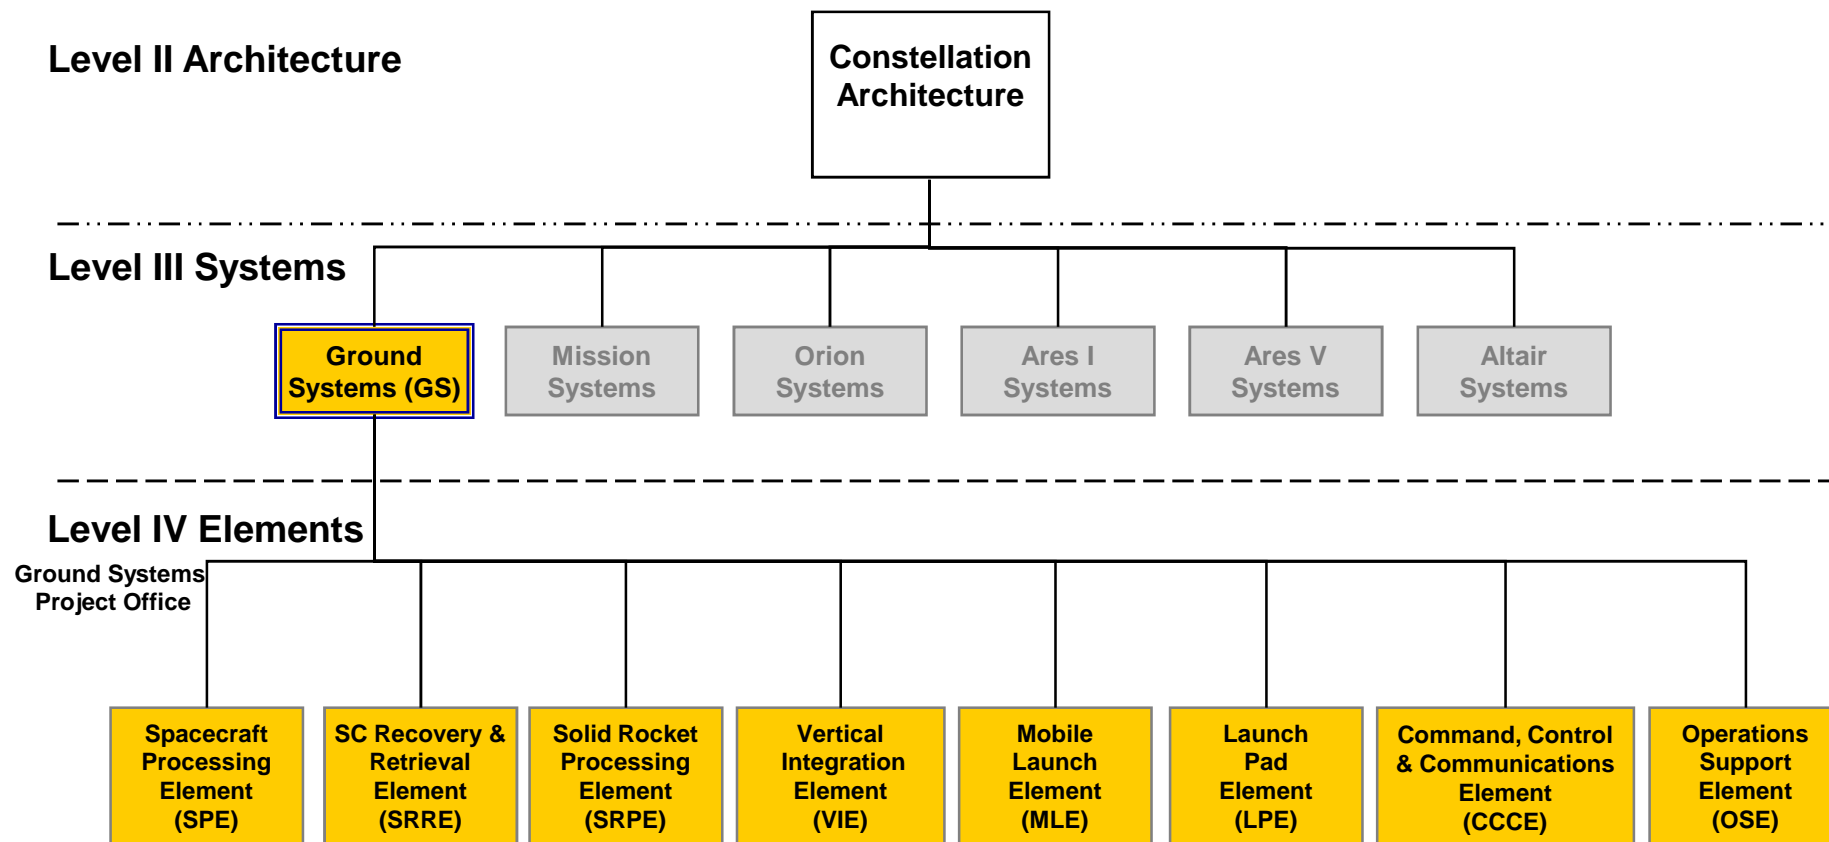 Level II Architecture
Constellation
Architecture
Level III Systems
Ground
Systems (GS)
Mission
Systems
Orion
Systems
Ares I
Systems
Ares V
Systems
Altair
Systems
Level IV Elements
Ground Systems
Project Office
Spacecraft
Processing
Element
(SPE)
SC Recovery &
Retrieval
Element
(SRRE)
Solid Rocket
Processing
Element
(SRPE)
Vertical
Integration
Element
(VIE)
Mobile
Launch
Element
(MLE)
Launch
Pad
Element
(LPE)
Command, Control
& Communications
Element
(CCCE)
Operations
Support
Element
(OSE)